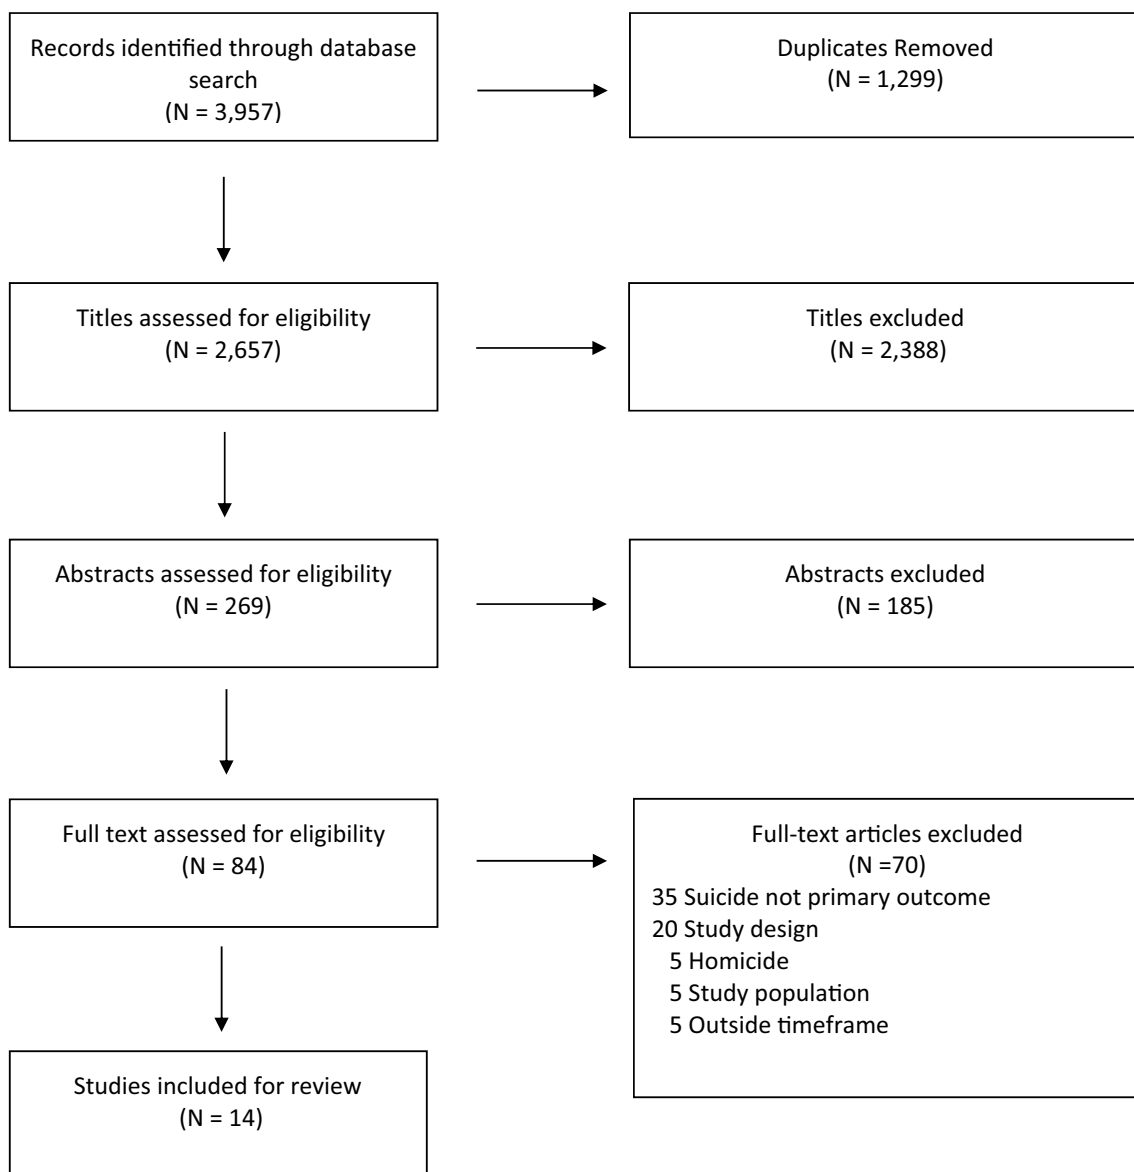 Records identified through database
search
(N = 3,957)
Duplicates Removed
(N = 1,299)
Titles assessed for eligibility
(N = 2,657)
Titles excluded
(N = 2,388)
Abstracts assessed for eligibility
(N = 269)
Abstracts excluded
(N = 185)
Full text assessed for eligibility
(N = 84)
Full-text articles excluded
(N =70)
35 Suicide not primary outcome
20 Study design
5 Homicide
5 Study population
5 Outside timeframe
Studies included for review
(N = 14)